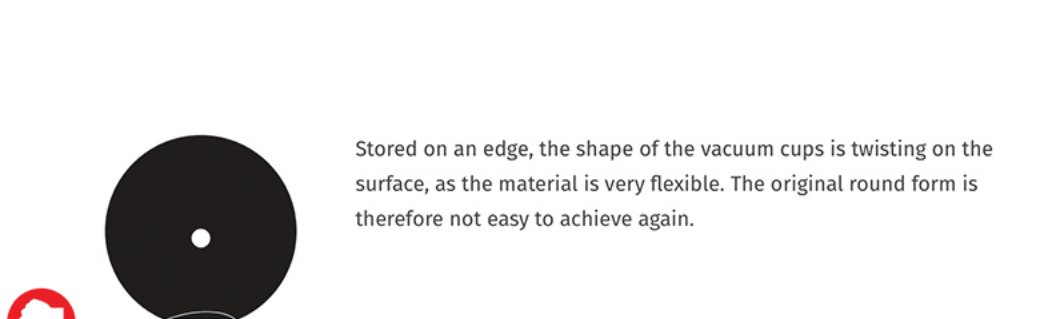 Stored on an edge, the shape of the vacuum cups is twisting on the
surface, as the material is very flexible. The original round form is
therefore not easy to achieve again.